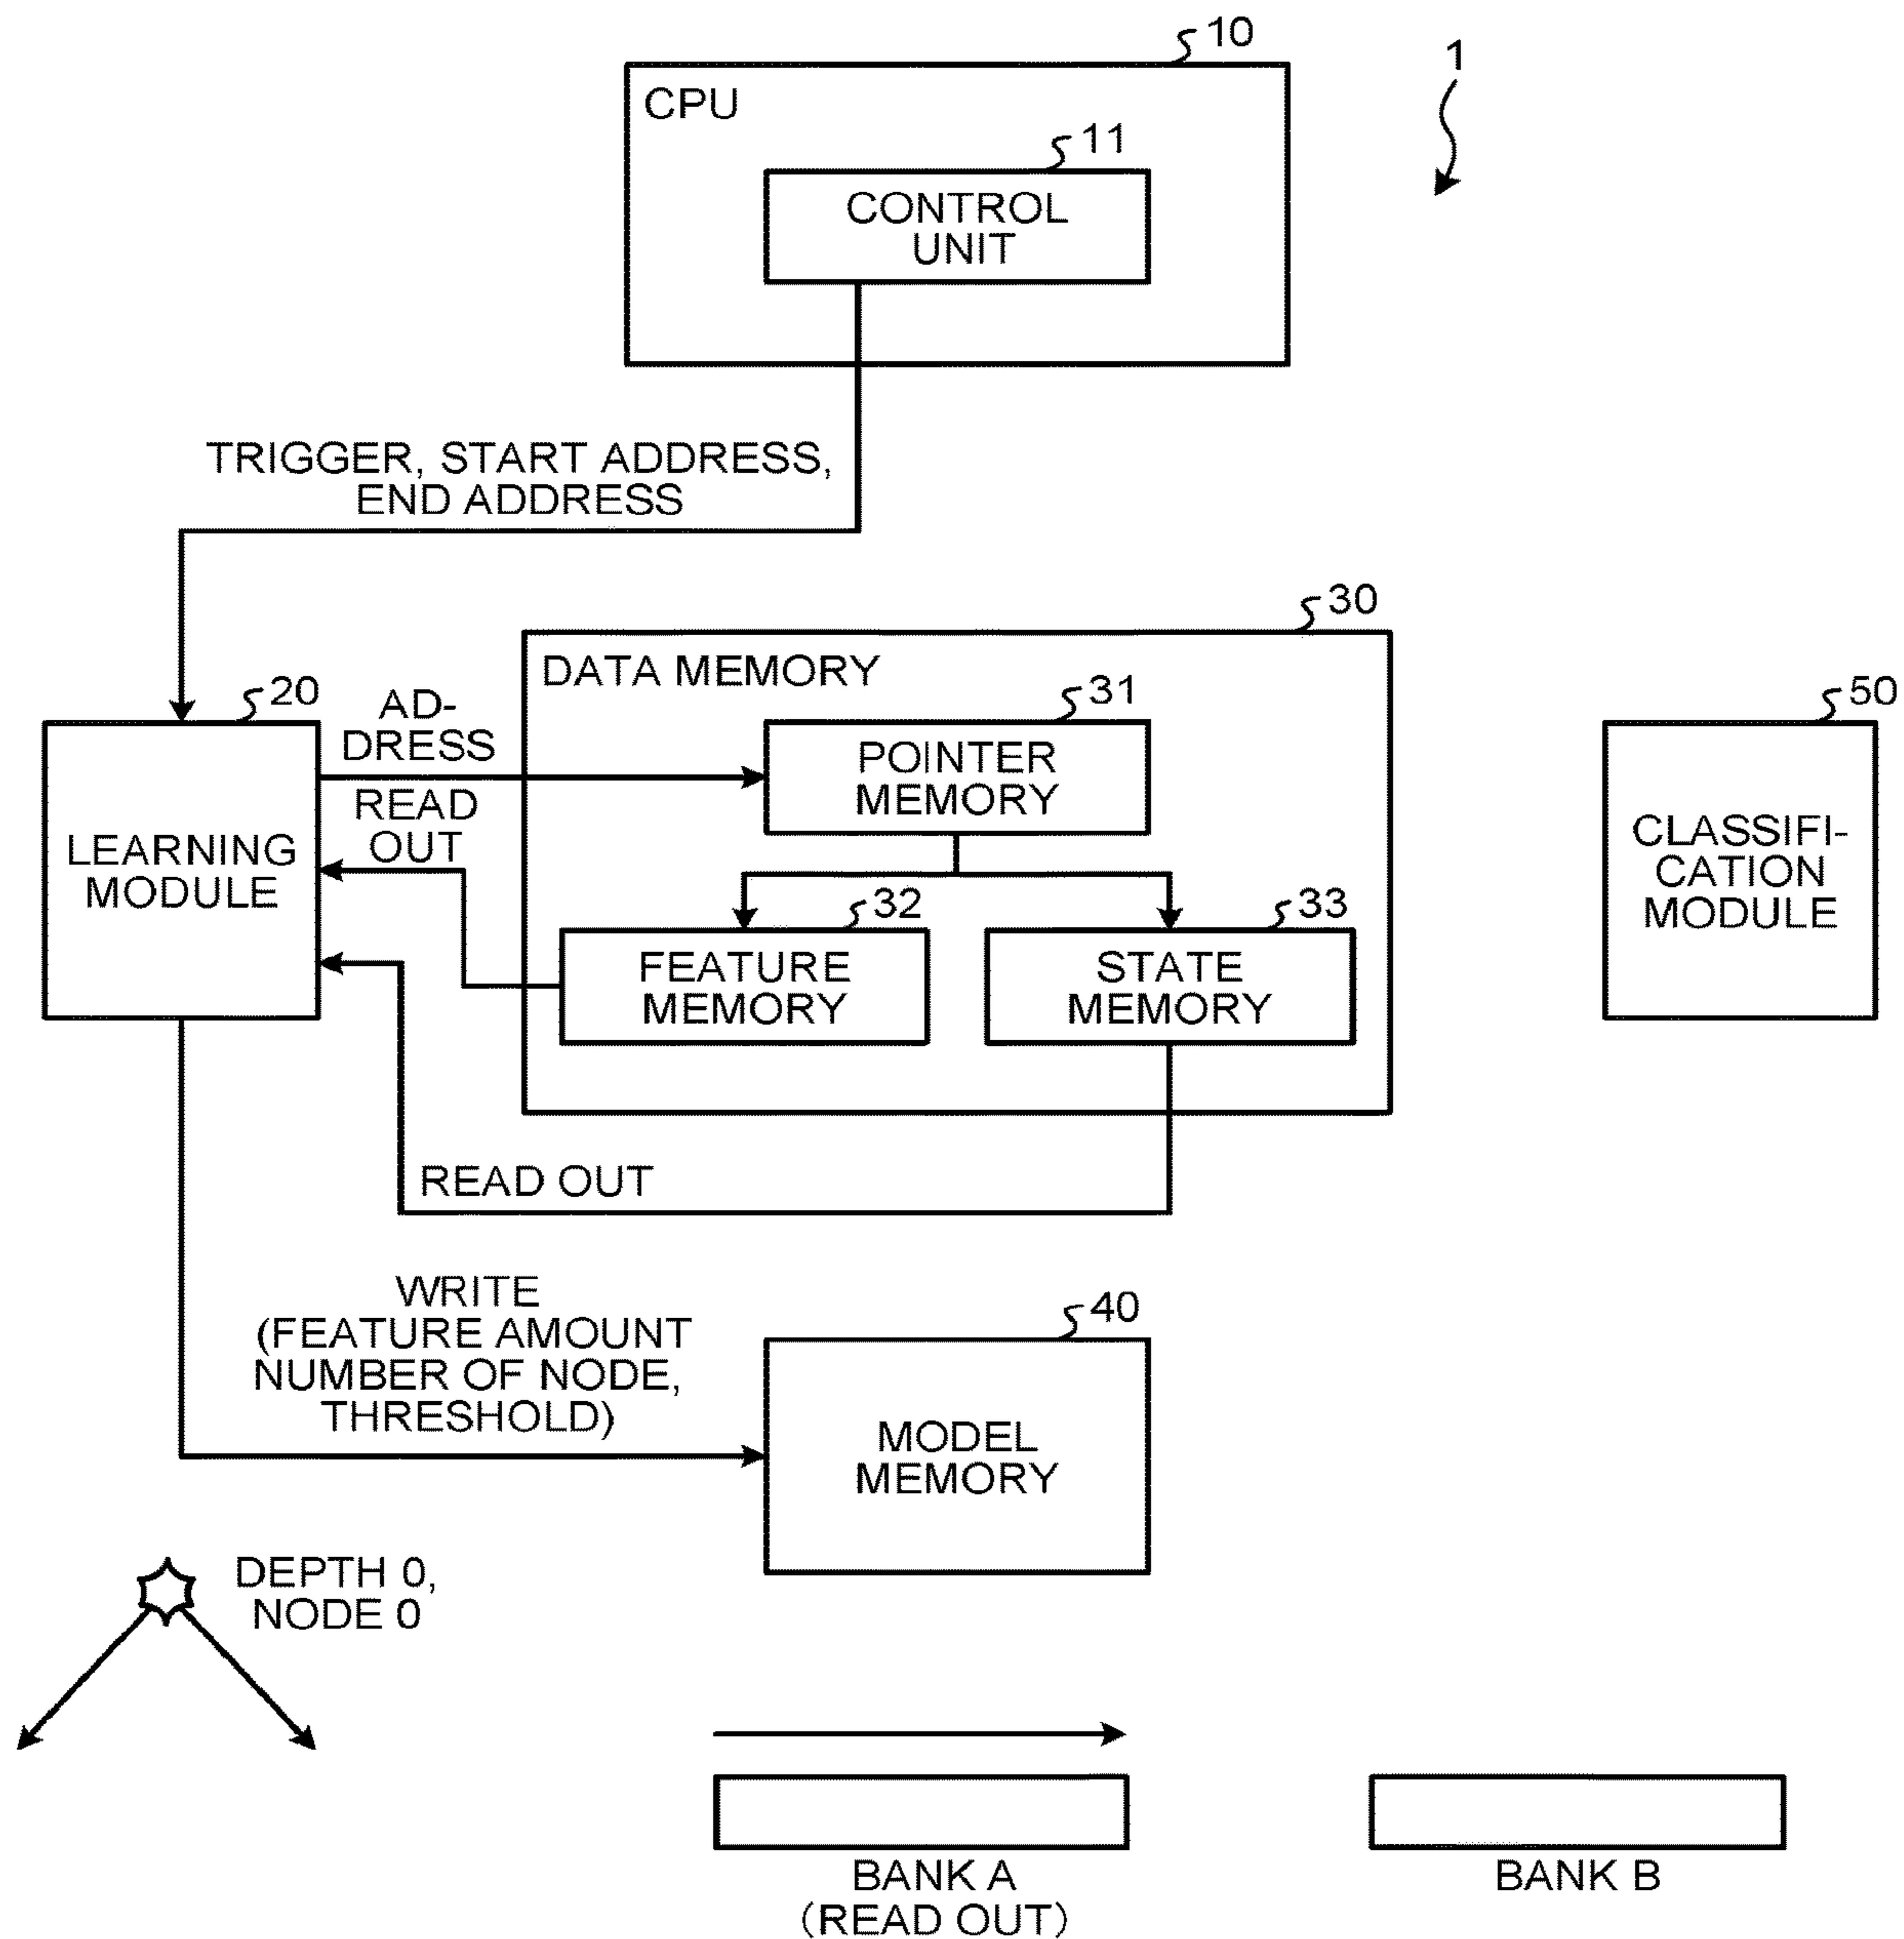 10
1
CPU
11
CONTROL
UNIT
TRIGGER, START ADDRESS,
END ADDRESS
30
DATA MEMORY
20
AD-
DRESS
31
50
POINTER
MEMORY
READ
OUT
LEARNING
MODULE
CLASSIFI-
CATION
MODULE
32
33
FEATURE
MEMORY
STATE
MEMORY
READ OUT
WRITE
(FEATURE AMOUNT
NUMBER OF NODE,
THRESHOLD)
40
MODEL
MEMORY
DEPTH 0,
NODE 0
BANK A
(READ OUT)
BANK B